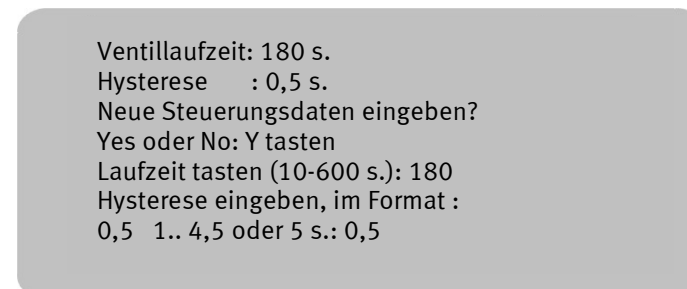 Ventillaufzeit: 180 s.
Hysterese : 0,5 s.
Neue Steuerungsdaten eingeben?
Yes oder No: Y tasten
Laufzeit tasten (10-600 s.): 180
Hysterese eingeben, im Format :
0,5 1.. 4,5 oder 5 s.: 0,5